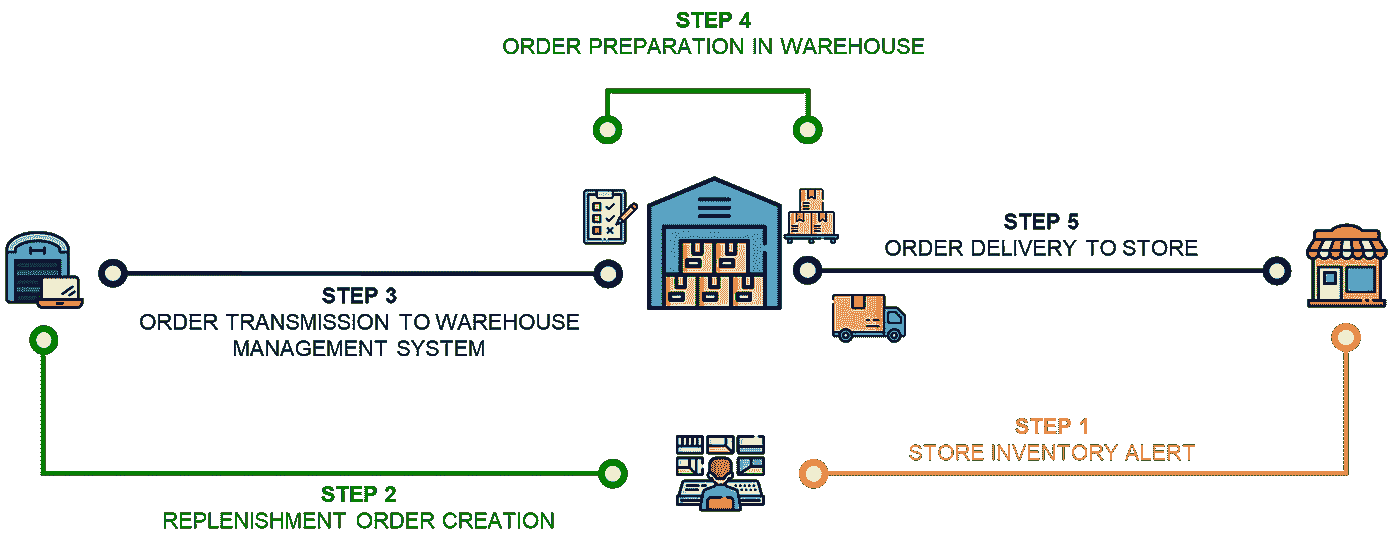 STEP 4
ORDER PREPARATION IN WAREHOUSE
STEP 5
ORDER DELIVERY TO STORE
STEP 3
ORDER TRANSMISSION TO WAREHOUSE
MANAGEMENT SYSTEM
STEP 1
STORE INVENTORY ALERT
STEP 2
REPLENISHMENT ORDER CREATION